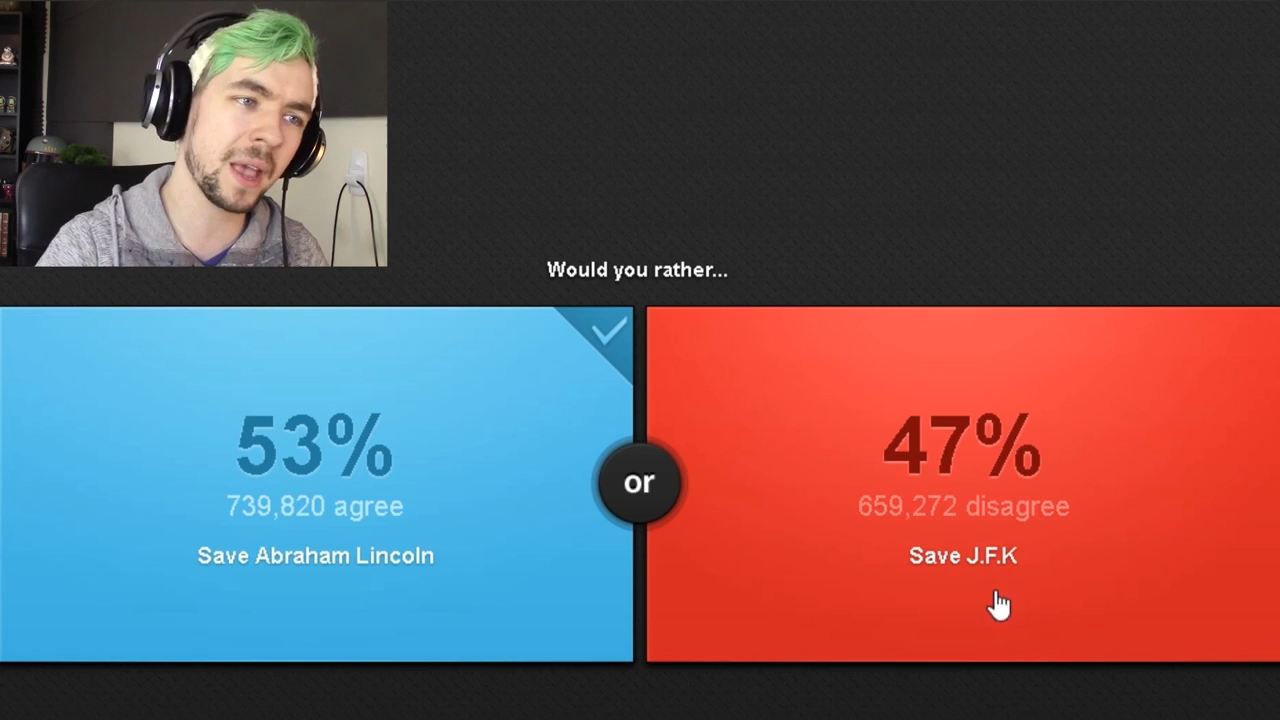 Would you rather...
53%
739,820 agree
Save Abraham Lincoln
or
47%
659,272 disagree
Save J.F.K